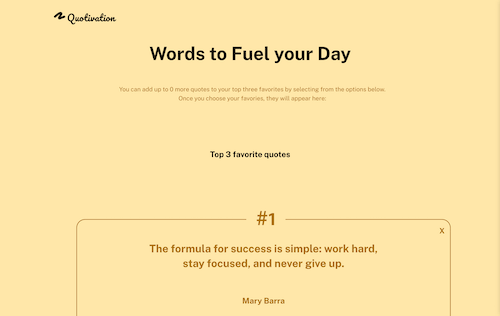 Quotivation
Words to Fuel your Day
You can add up to 0 more quotes to your top three favorites by selecting from the options below.
Once you choose your favories, they will appear here:
Top 3 favorite quotes
#1
X
The formula for success is simple: work hard,
stay focused, and never give up.
Mary Barra